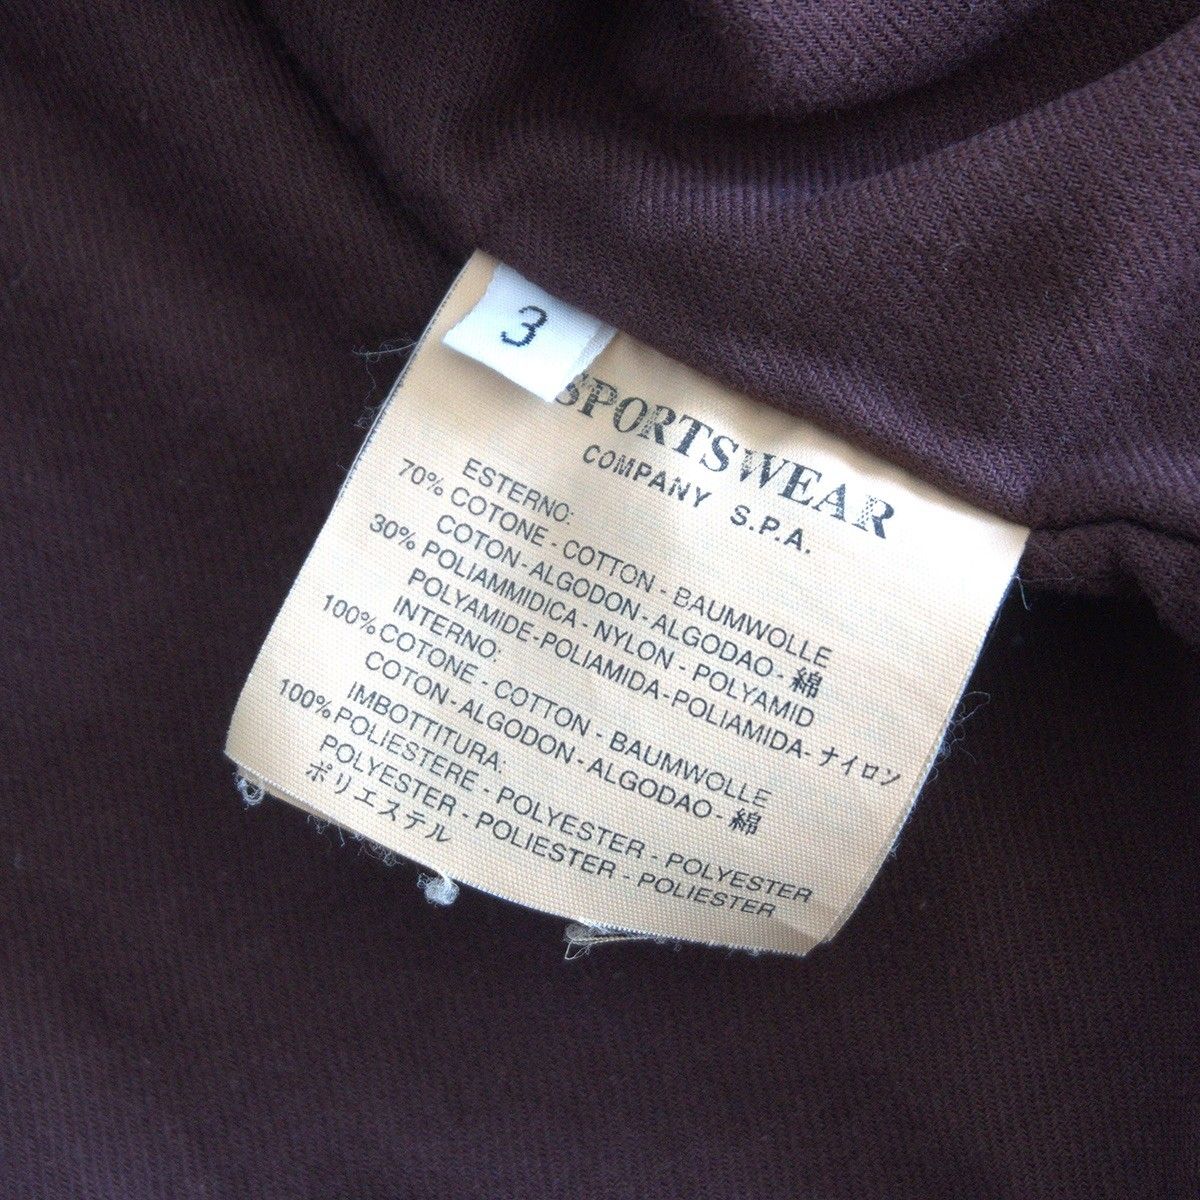 3
SPORTSWEAR
COMPANY S.P.A.
ESTERNO:
70% COTONE - COTTON - BAUMWOLLE
COTON - ALGODON - ALGODAO - 綿
30% POLIAMMIDICA - NYLON - POLYAMID
POLYAMIDE - POLIAMIDA - POLIAMIDA - ナイロン
INTERNO:
100% COTONE - COTTON - BAUMWOLLE
COTON - ALGODON - ALGODAO - 綿
IMBOTTITURA:
100% POLIESTERE - POLYESTER - POLYESTER
POLYESTER - POLIESTER - POLIESTER
ポリエステル